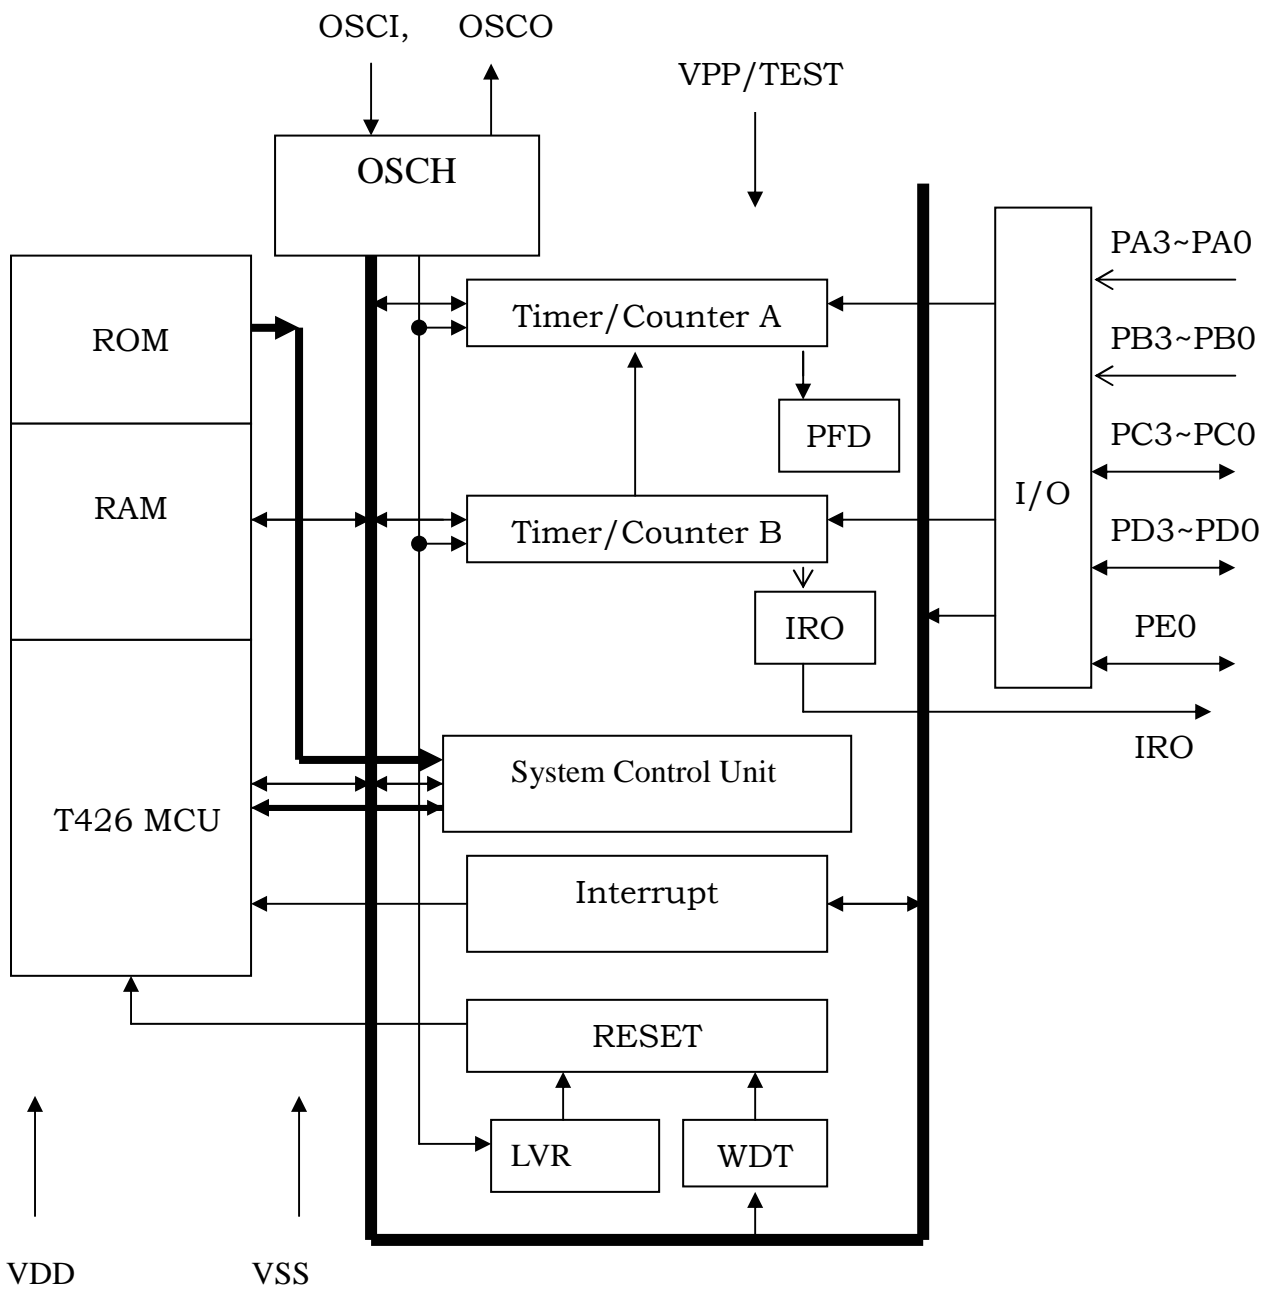 OSCI, OSCO
VPP/TEST
OSCH
PA3~PA0
ROM
Timer/Counter A
PB3~PB0
PFD
PC3~PC0
RAM
I/O
Timer/Counter B
PD3~PD0
IRO
PE0
IRO
System Control Unit
T426 MCU
Interrupt
RESET
LVR
WDT
VDD
VSS